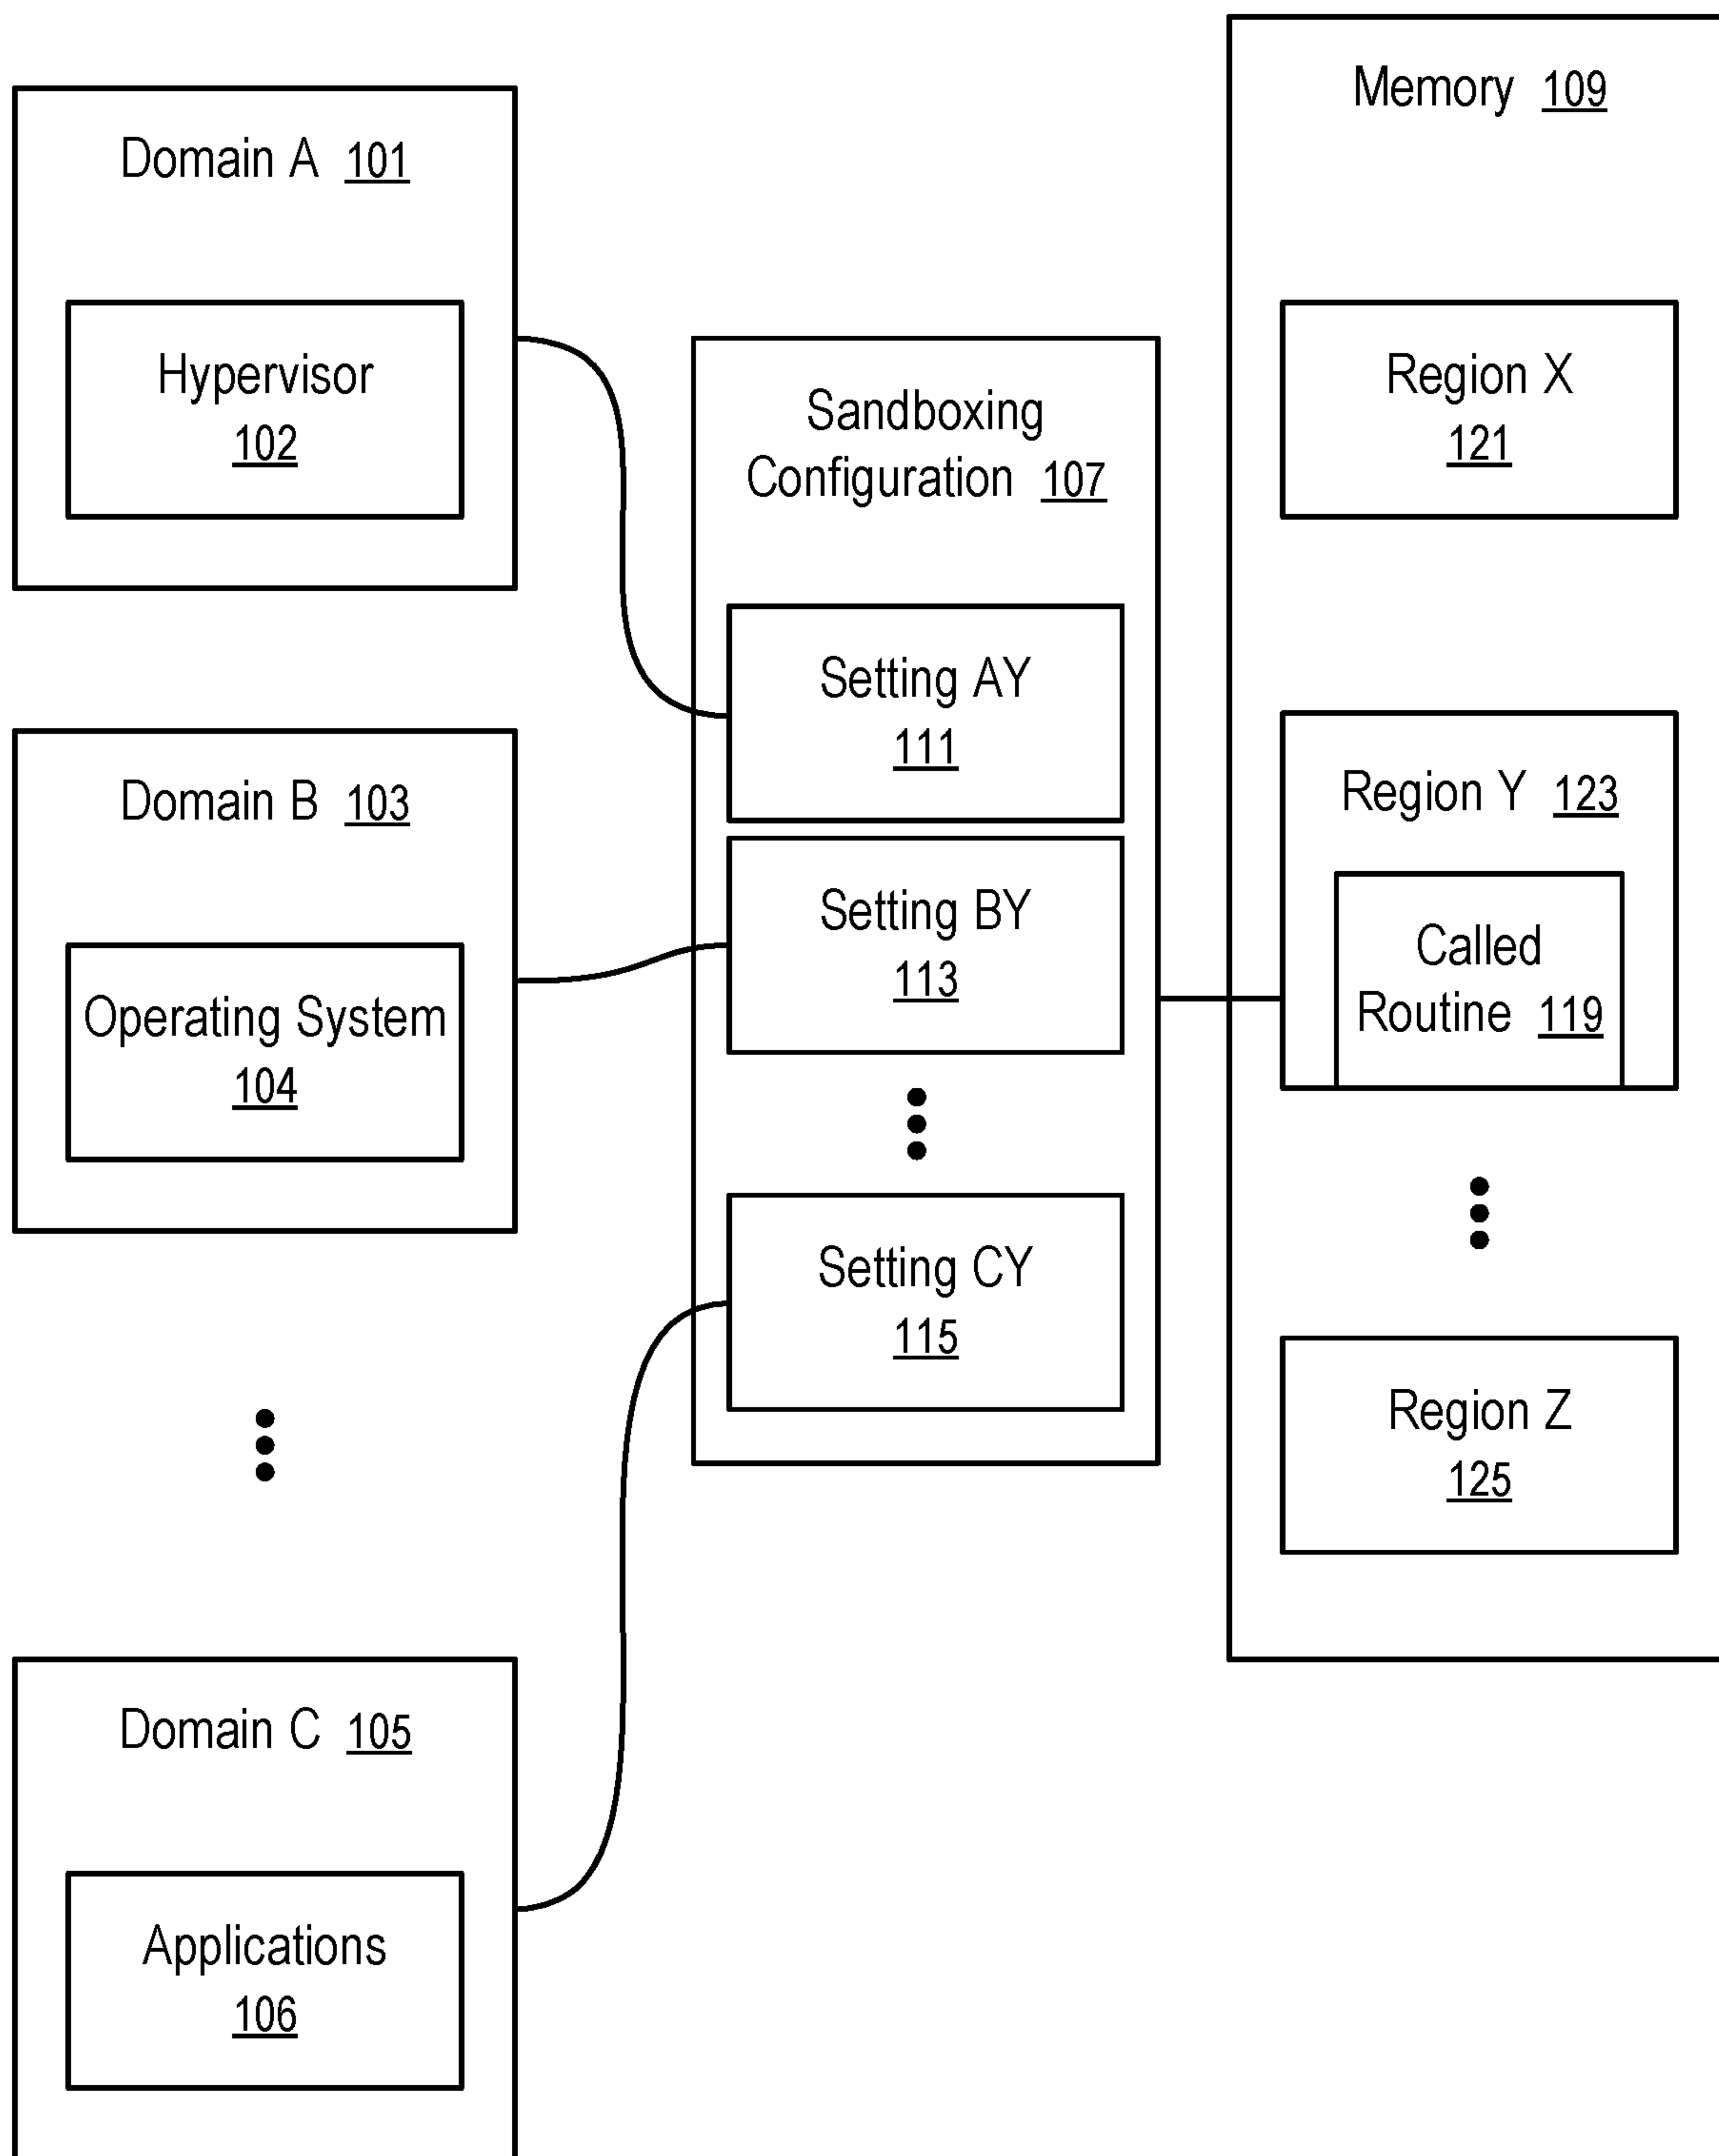 Domain A 101
Hypervisor
102
Domain B 103
Operating System
104
Domain C 105
Applications
106
Sandboxing
Configuration 107
Setting AY
111
Setting BY
113
Setting CY
115
Memory 109
Region X
121
Region Y 123
Called
Routine 119
Region Z
125